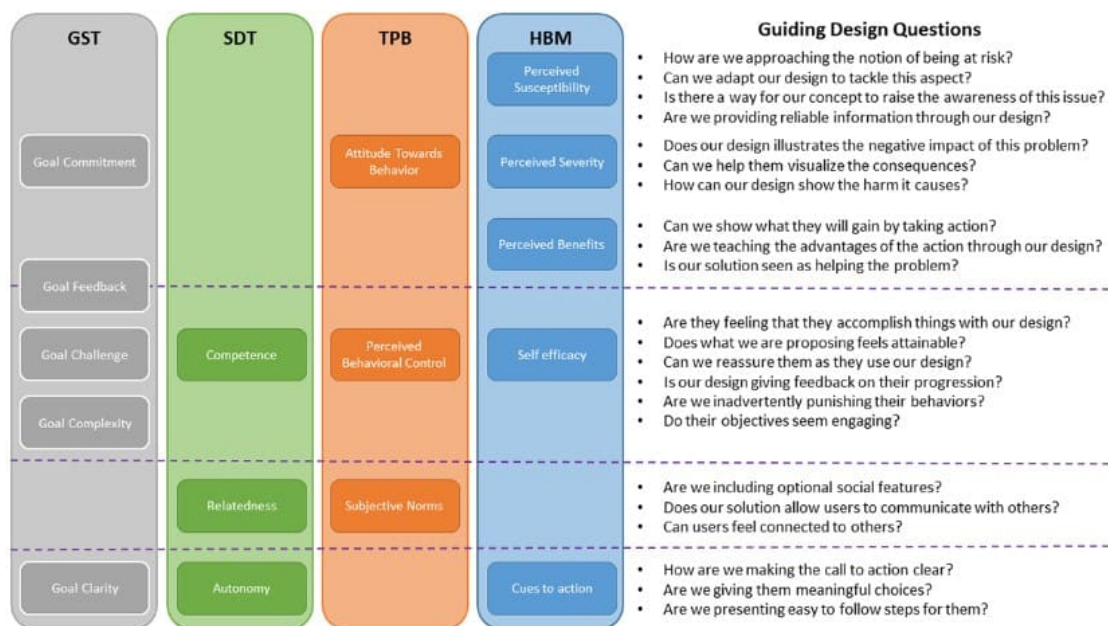 GST
SDT
TPB
HBM
Guiding Design Questions
Perceived
Susceptibility
• How are we approaching the notion of being at risk?
• Can we adapt our design to tackle this aspect?
• Is there a way for our concept to raise the awareness of this issue?
• Are we providing reliable information through our design?
Goal Commitment
Attitude Towards
Behavior
Perceived Severity
• Does our design illustrates the negative impact of this problem?
• Can we help them visualize the consequences?
• How can our design show the harm it causes?
Perceived Benefits
• Can we show what they will gain by taking action?
• Are we teaching the advantages of the action through our design?
• Is our solution seen as helping the problem?
Goal Feedback
Goal Challenge
Competence
Perceived
Behavioral Control
Self efficacy
Goal Complexity
• Are they feeling that they accomplish things with our design?
• Does what we are proposing feels attainable?
• Can we reassure them as they use our design?
• Is our design giving feedback on their progression?
• Are we inadvertently punishing their behaviors?
• Do their objectives seem engaging?
Relatedness
Subjective Norms
• Are we including optional social features?
• Does our solution allow users to communicate with others?
• Can users feel connected to others?
Goal Clarity
Autonomy
Cues to action
• How are we making the call to action clear?
• Are we giving them meaningful choices?
• Are we presenting easy to follow steps for them?